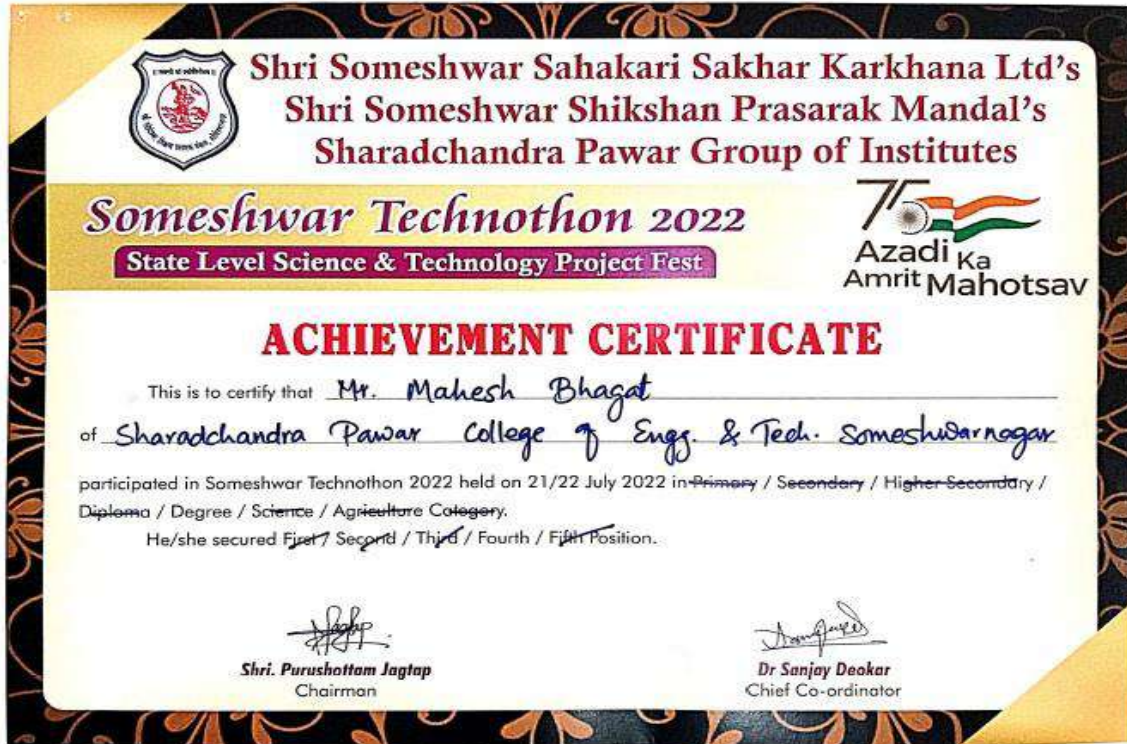 Shri Someshwar Sahakari Sakhar Karkhana Ltd's
Shri Someshwar Shikshan Prasarak Mandal's
Sharadchandra Pawar Group of Institutes
Someshwar Technothon 2022
State Level Science & Technology Project Fest
75
Azadi Ka
Amrit Mahotsav
ACHIEVEMENT CERTIFICATE
This is to certify that Mr. Mahesh Bhagat
of Sharadchandra Pawar College of Engg. & Tech. Someshwarnagar
participated in Someshwar Technothon 2022 held on 21/22 July 2022 in Primary / Secondary / Higher Secondary /
Diploma / Degree / Science / Agriculture Category.
He/she secured First / Second / Third / Fourth / Fifth Position.
Shri. Purushottam Jagtap
Chairman
Dr Sanjay Deokar
Chief Co-ordinator